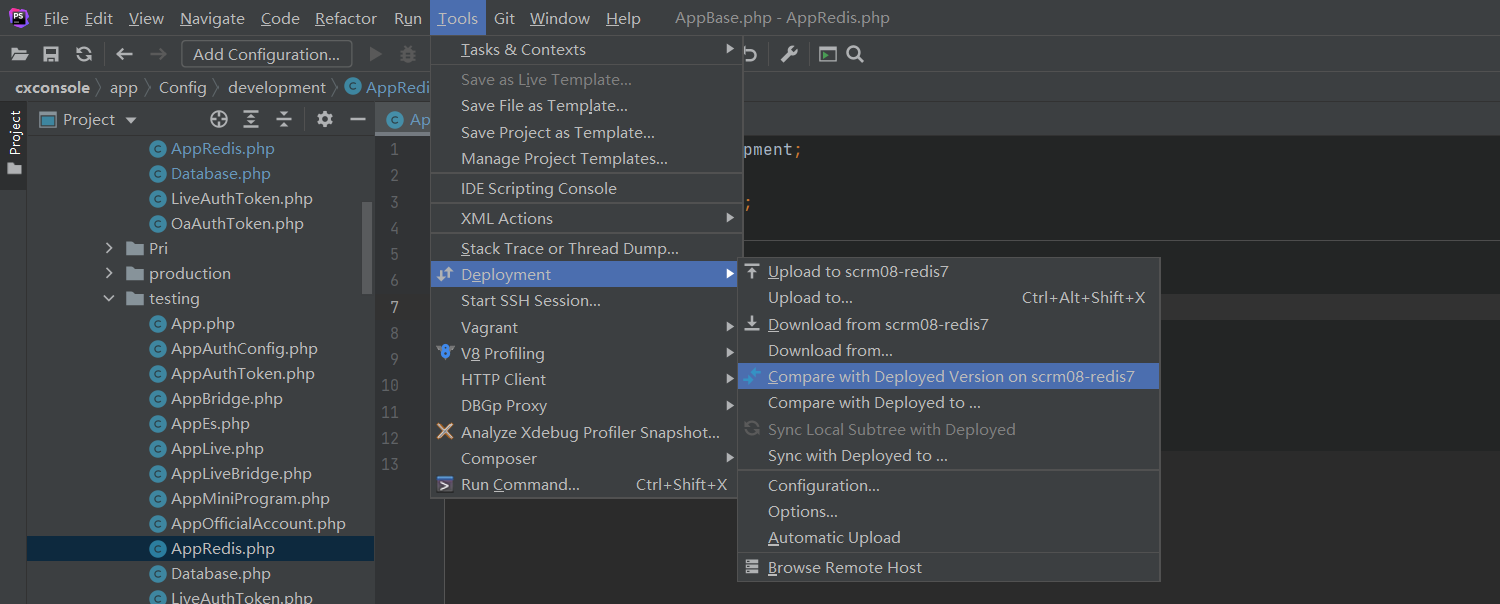 File Edit View Navigate Code Refactor Run Tools Git Window Help AppBase.php - AppRedis.php
Add Configuration...
cxconsole app Config development AppRedi
Project
Project
Ap
AppRedis.php
Database.php
LiveAuthToken.php
OaAuthToken.php
Pri
production
testing
App.php
AppAuthConfig.php
AppAuthToken.php
AppBridge.php
AppEs.php
AppLive.php
AppLiveBridge.php
AppMiniProgram.php
AppOfficialAccount.php
AppRedis.php
Database.php
LiveAuthToken.php
1
2
3
4
5
6
7
8
9
10
11
12
13
pment;
;
Tasks & Contexts
Save as Live Template...
Save File as Template...
Save Project as Template...
Manage Project Templates...
IDE Scripting Console
XML Actions
Stack Trace or Thread Dump...
Deployment
Start SSH Session...
Vagrant
V8 Profiling
HTTP Client
DBGp Proxy
Analyze Xdebug Profiler Snapshot...
Composer
Run Command... Ctrl+Shift+X
Upload to scrm08-redis7
Upload to... Ctrl+Alt+Shift+X
Download from scrm08-redis7
Download from...
Compare with Deployed Version on scrm08-redis7
Compare with Deployed to ...
Sync Local Subtree with Deployed
Sync with Deployed to ...
Configuration...
Options...
Automatic Upload
Browse Remote Host